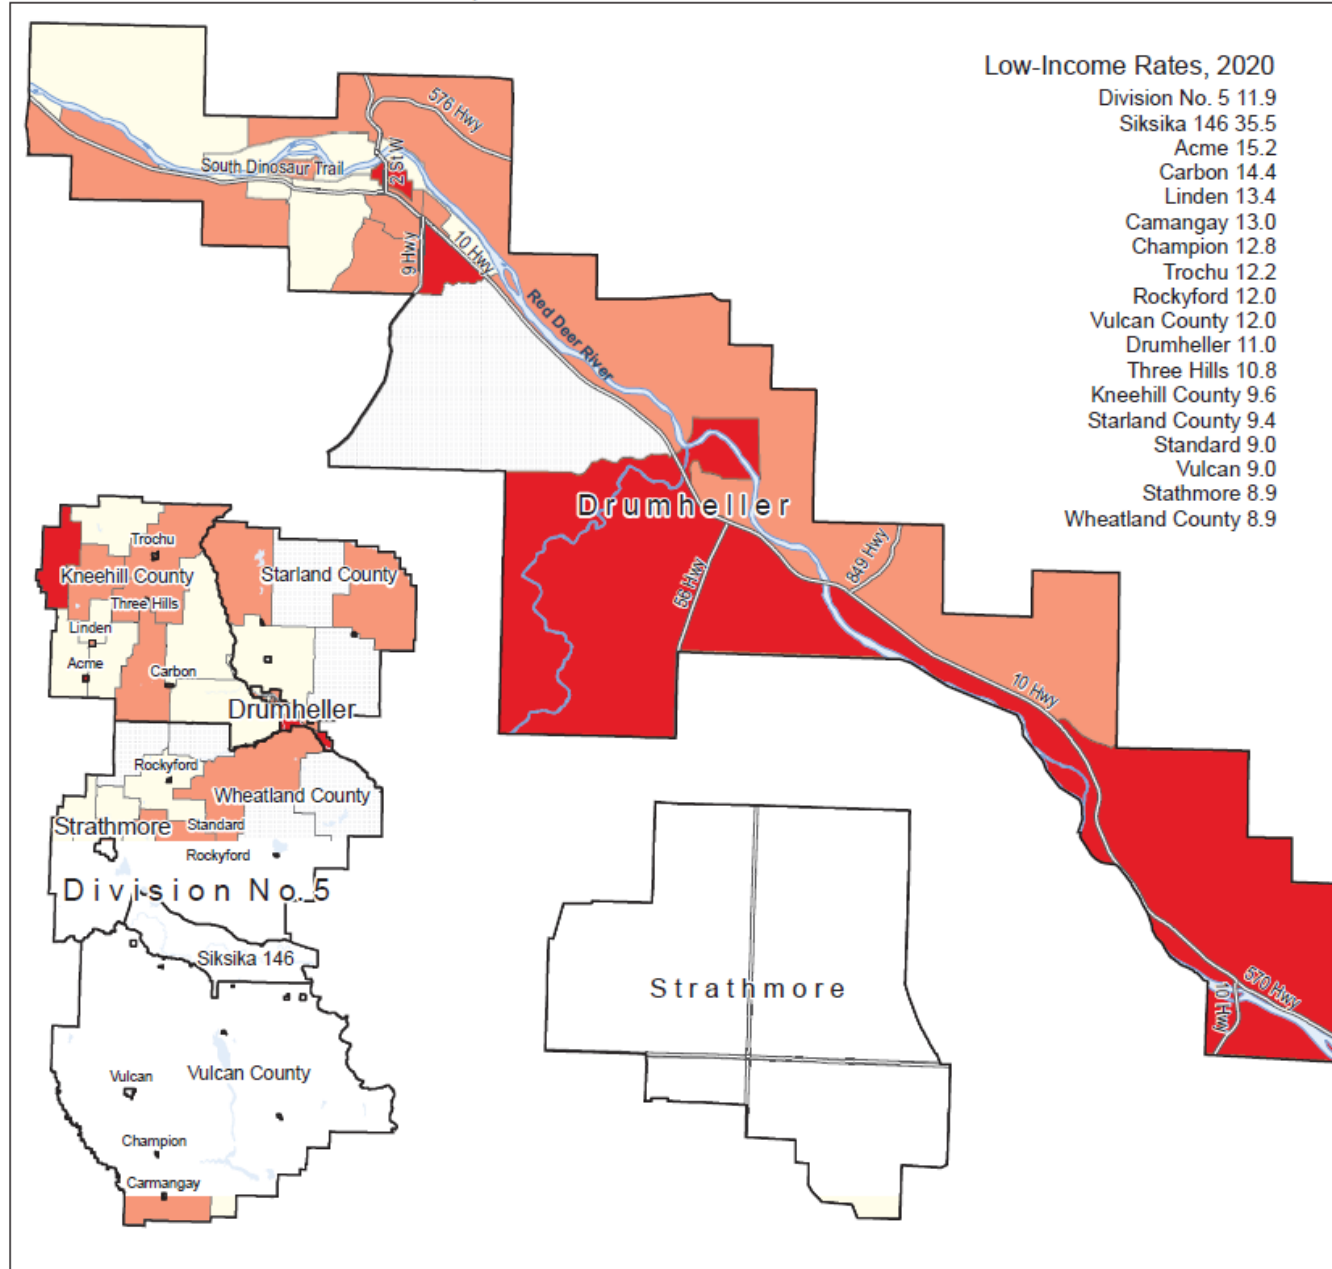 Low-Income Rates, 2020
Division No. 5 11.9
Siksika 146 35.5
Acme 15.2
Carbon 14.4
Linden 13.4
Camangay 13.0
Champion 12.8
Trochu 12.2
Rockyford 12.0
Vulcan County 12.0
Drumheller 11.0
Three Hills 10.8
Kneehill County 9.6
Starland County 9.4
Standard 9.0
Vulcan 9.0
Stathmore 8.9
Wheatland County 8.9
576 Hwy
South Dinosaur Trail
2 St W
9 Hwy
10 Hwy
Red Deer River
Drumheller
56 Hwy
849 Hwy
10 Hwy
570 Hwy
10 Hwy
Trochu
Kneehill County
Starland County
Three Hills
Linden
Acme
Carbon
Drumheller
Rockyford
Wheatland County
Strathmore
Standard
Rockyford
Division No. 5
Siksika 146
Vulcan
Vulcan County
Champion
Carmangay
Strathmore